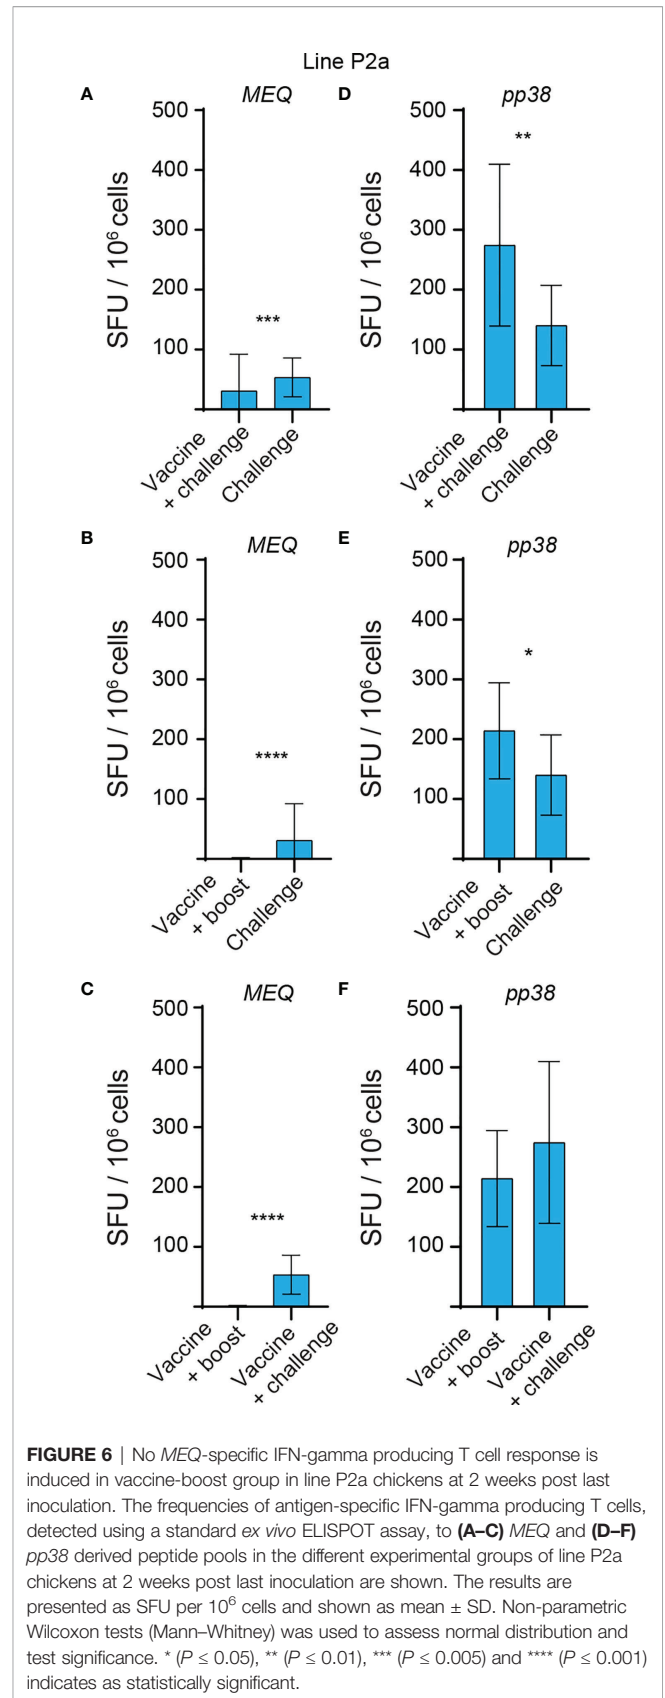 Line P2a
A
MEQ
500
400
300
200
100
SFU / 10⁶ cells
***
Vaccine
+ challenge
Challenge
D
pp38
500
400
300
200
100
SFU / 10⁶ cells
**
Vaccine
+ challenge
Challenge
B
MEQ
500
400
300
200
100
SFU / 10⁶ cells
****
Vaccine
+ boost
Challenge
E
pp38
500
400
300
200
100
SFU / 10⁶ cells
*
Vaccine
+ boost
Challenge
C
MEQ
500
400
300
200
100
SFU / 10⁶ cells
****
Vaccine
+ boost
Vaccine
+ challenge
F
pp38
500
400
300
200
100
SFU / 10⁶ cells
Vaccine
+ boost
Vaccine
+ challenge
FIGURE 6 | No MEQ-specific IFN-gamma producing T cell response is
induced in vaccine-boost group in line P2a chickens at 2 weeks post last
inoculation. The frequencies of antigen-specific IFN-gamma producing T cells,
detected using a standard ex vivo ELISPOT assay, to (A–C) MEQ and (D–F)
pp38 derived peptide pools in the different experimental groups of line P2a
chickens at 2 weeks post last inoculation are shown. The results are
presented as SFU per 10⁶ cells and shown as mean ± SD. Non-parametric
Wilcoxon tests (Mann–Whitney) was used to assess normal distribution and
test significance. * (P ≤ 0.05), ** (P ≤ 0.01), *** (P ≤ 0.005) and **** (P ≤ 0.001)
indicates as statistically significant.